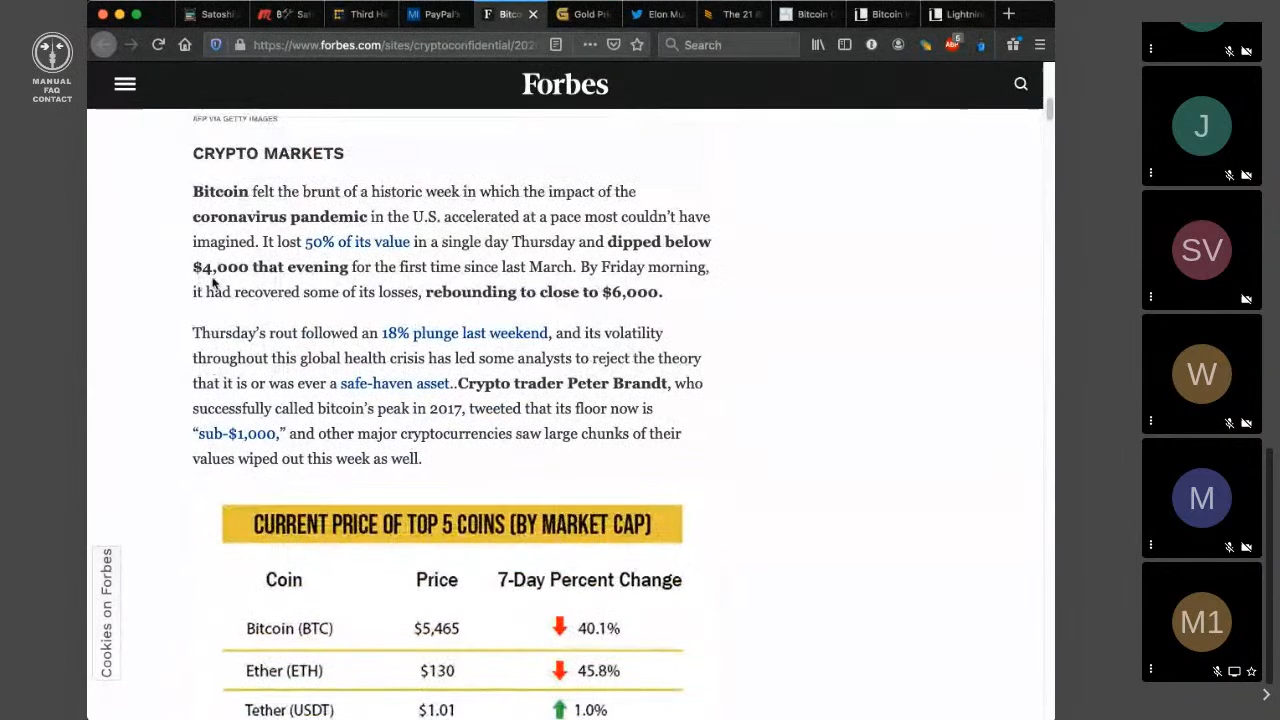 Satoshi
B Sat
Third Ha
PayPal's
Bitco
Gold Pri
Elon Mu
The 21
Bitcoin
Bitcoin
Lightnin
https://www.forbes.com/sites/cryptoconfidential/202
Search
5
MANUAL
FAQ
CONTACT
Forbes
AFP VIA GETTY IMAGES
CRYPTO MARKETS
Bitcoin felt the brunt of a historic week in which the impact of the
coronavirus pandemic in the U.S. accelerated at a pace most couldn't have
imagined. It lost 50% of its value in a single day Thursday and dipped below
$4,000 that evening for the first time since last March. By Friday morning,
it had recovered some of its losses, rebounding to close to $6,000.
Thursday's rout followed an 18% plunge last weekend, and its volatility
throughout this global health crisis has led some analysts to reject the theory
that it is or was ever a safe-haven asset..Crypto trader Peter Brandt, who
successfully called bitcoin's peak in 2017, tweeted that its floor now is
"sub-$1,000," and other major cryptocurrencies saw large chunks of their
values wiped out this week as well.
CURRENT PRICE OF TOP 5 COINS (BY MARKET CAP)
Coin Price 7-Day Percent Change
Bitcoin (BTC) $5,465 40.1%
Ether (ETH) $130 45.8%
Tether (USDT) $1.01 1.0%
Cookies on Forbes
J
SV
W
M
M1